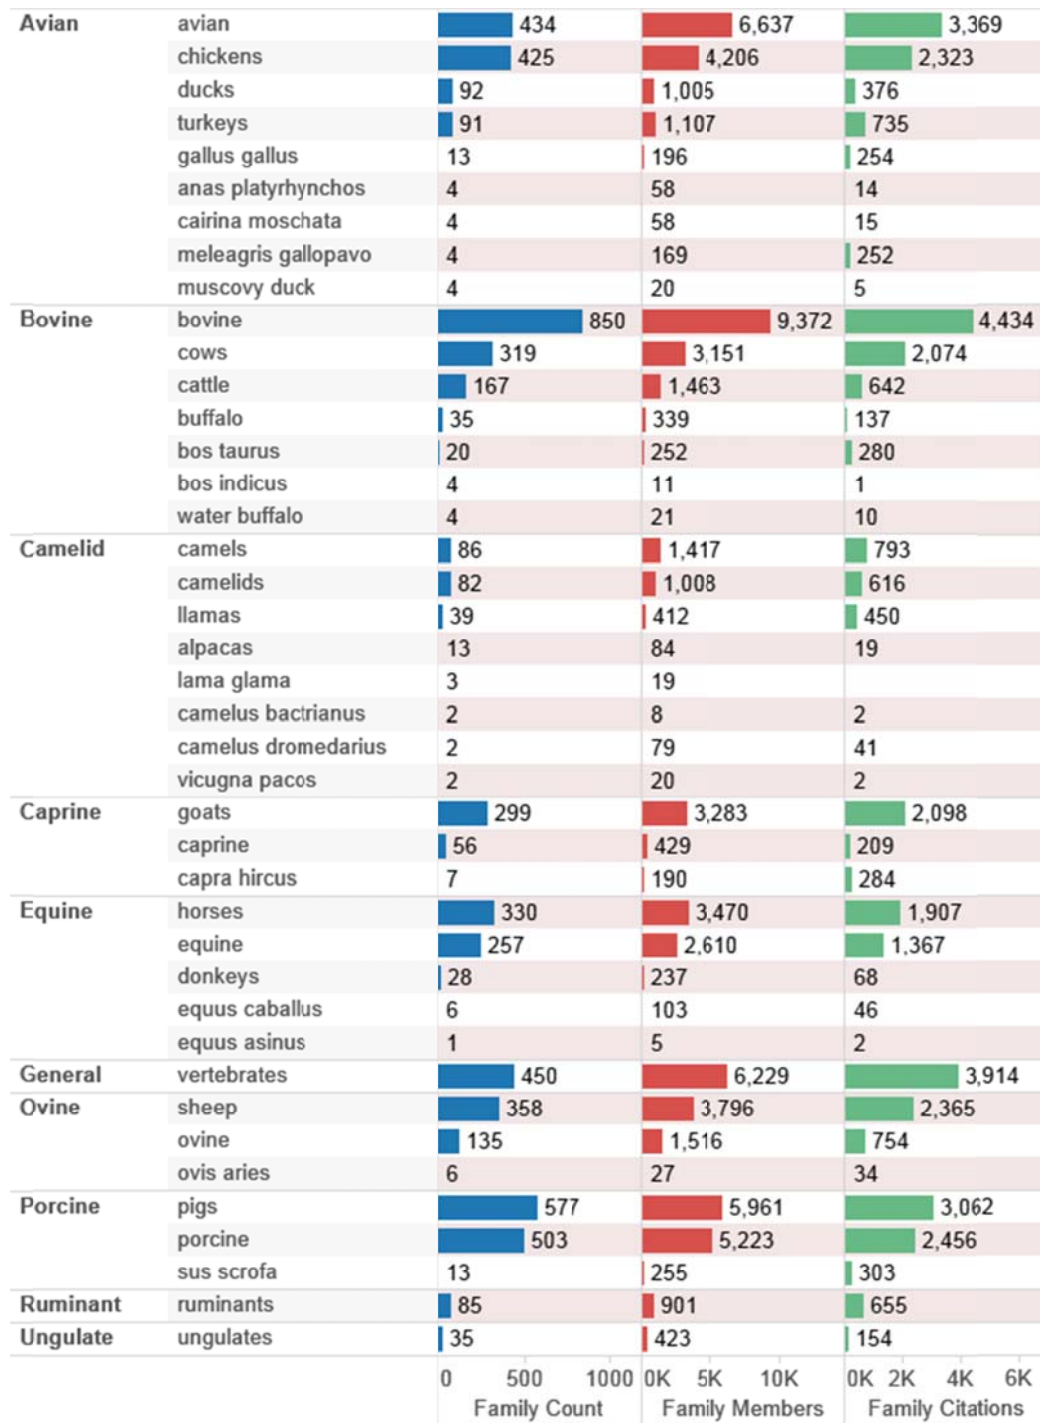 Avian avian 434 6,637 3,369
chickens 425 4,206 2,323
ducks 92 1,005 376
turkeys 91 1,107 735
gallus gallus 13 196 254
anas platyrhynchos 4 58 14
cairina moschata 4 58 15
meleagris gallopavo 4 169 252
muscovy duck 4 20 5
Bovine bovine 850 9,372 4,434
cows 319 3,151 2,074
cattle 167 1,463 642
buffalo 35 339 137
bos taurus 20 252 280
bos indicus 4 11 1
water buffalo 4 21 10
Camelid camels 86 1,417 793
camelids 82 1,008 616
llamas 39 412 450
alpacas 13 84 19
lama glama 3 19
camelus bactrianus 2 8 2
camelus dromedarius 2 79 41
vicugna pacos 2 20 2
Caprine goats 299 3,283 2,098
caprine 56 429 209
capra hircus 7 190 284
Equine horses 330 3,470 1,907
equine 257 2,610 1,367
donkeys 28 237 68
equus caballus 6 103 46
equus asinus 1 5 2
General vertebrates 450 6,229 3,914
Ovine sheep 358 3,796 2,365
ovine 135 1,516 754
ovis aries 6 27 34
Porcine pigs 577 5,961 3,062
porcine 503 5,223 2,456
sus scrofa 13 255 303
Ruminant ruminants 85 901 655
Ungulate ungulates 35 423 154
0 500 1000 0K 5K 10K 0K 2K 4K 6K
Family Count Family Members Family Citations